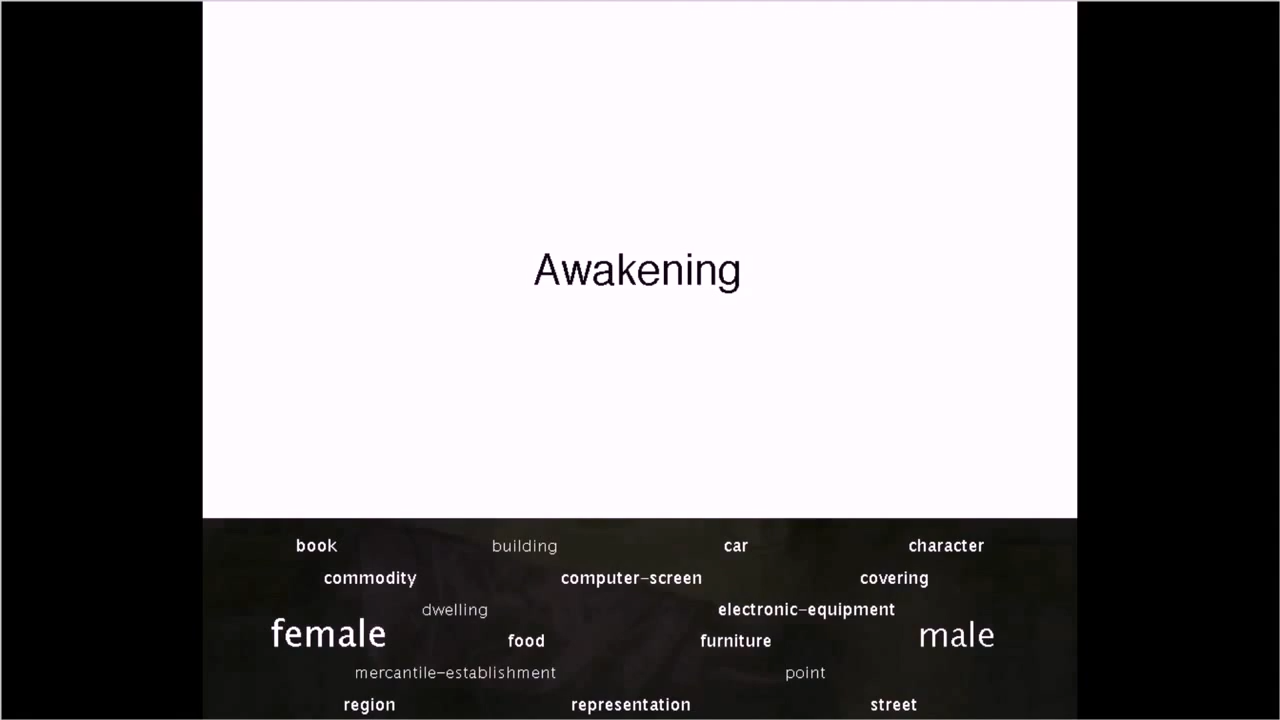 Awakening
book building car character
commodity computer-screen covering
dwelling electronic-equipment
female food furniture male
mercantile-establishment point
region representation street